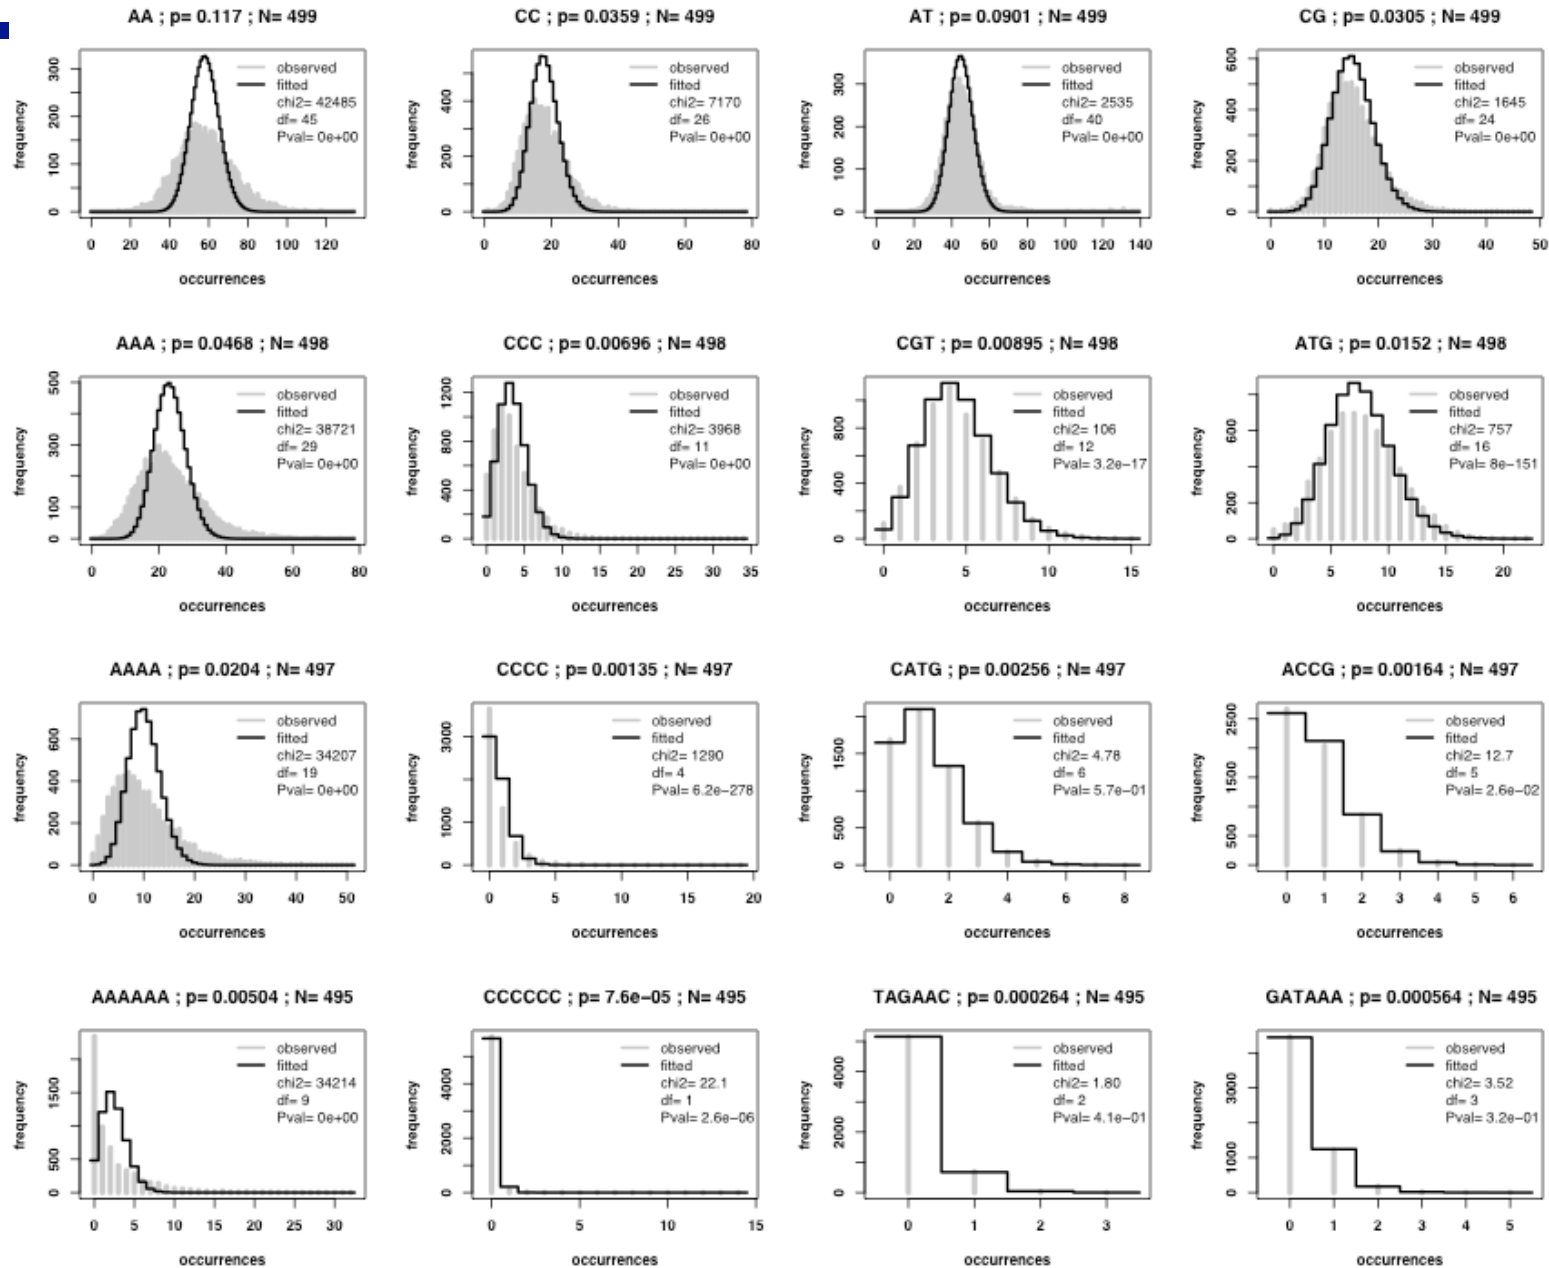 AA ; p= 0.117 ; N= 499
frequency
0 100 200 300
observed
fitted
chi2= 42485
df= 45
Pval= 0e+00
0 20 40 60 80 100 120
occurrences
CC ; p= 0.0359 ; N= 499
frequency
0 200 400
observed
fitted
chi2= 7170
df= 26
Pval= 0e+00
0 20 40 60 80
occurrences
AT ; p= 0.0901 ; N= 499
frequency
0 100 200 300
observed
fitted
chi2= 2535
df= 40
Pval= 0e+00
0 20 40 60 80 100 120 140
occurrences
CG ; p= 0.0305 ; N= 499
frequency
0 200 400 600
observed
fitted
chi2= 1645
df= 24
Pval= 0e+00
0 10 20 30 40 50
occurrences
AAA ; p= 0.0468 ; N= 498
frequency
0 100 300 500
observed
fitted
chi2= 38721
df= 29
Pval= 0e+00
0 20 40 60 80
occurrences
CCC ; p= 0.00696 ; N= 498
frequency
0 400 800 1200
observed
fitted
chi2= 3968
df= 11
Pval= 0e+00
0 5 10 15 20 25 30 35
occurrences
CGT ; p= 0.00895 ; N= 498
frequency
0 400 800
observed
fitted
chi2= 106
df= 12
Pval= 3.2e−17
0 5 10 15
occurrences
ATG ; p= 0.0152 ; N= 498
frequency
0 200 600
observed
fitted
chi2= 757
df= 16
Pval= 8e−151
0 5 10 15 20
occurrences
AAAA ; p= 0.0204 ; N= 497
frequency
0 200 400 600
observed
fitted
chi2= 34207
df= 19
Pval= 0e+00
0 10 20 30 40 50
occurrences
CCCC ; p= 0.00135 ; N= 497
frequency
0 1000 3000
observed
fitted
chi2= 1290
df= 4
Pval= 6.2e−278
0 5 10 15 20
occurrences
CATG ; p= 0.00256 ; N= 497
frequency
0 500 1500
observed
fitted
chi2= 4.78
df= 6
Pval= 5.7e−01
0 2 4 6 8
occurrences
ACCG ; p= 0.00164 ; N= 497
frequency
0 500 1500 2500
observed
fitted
chi2= 12.7
df= 5
Pval= 2.6e−02
0 1 2 3 4 5 6
occurrences
AAAAAA ; p= 0.00504 ; N= 495
frequency
0 500 1500
observed
fitted
chi2= 34214
df= 9
Pval= 0e+00
0 5 10 15 20 25 30
occurrences
CCCCCC ; p= 7.6e−05 ; N= 495
frequency
0 2000 4000
observed
fitted
chi2= 22.1
df= 1
Pval= 2.6e−06
0 5 10 15
occurrences
TAGAAC ; p= 0.000264 ; N= 495
frequency
0 2000 4000
observed
fitted
chi2= 1.80
df= 2
Pval= 4.1e−01
0 1 2 3
occurrences
GATAAA ; p= 0.000564 ; N= 495
frequency
0 1000 3000
observed
fitted
chi2= 3.52
df= 3
Pval= 3.2e−01
0 1 2 3 4 5
occurrences